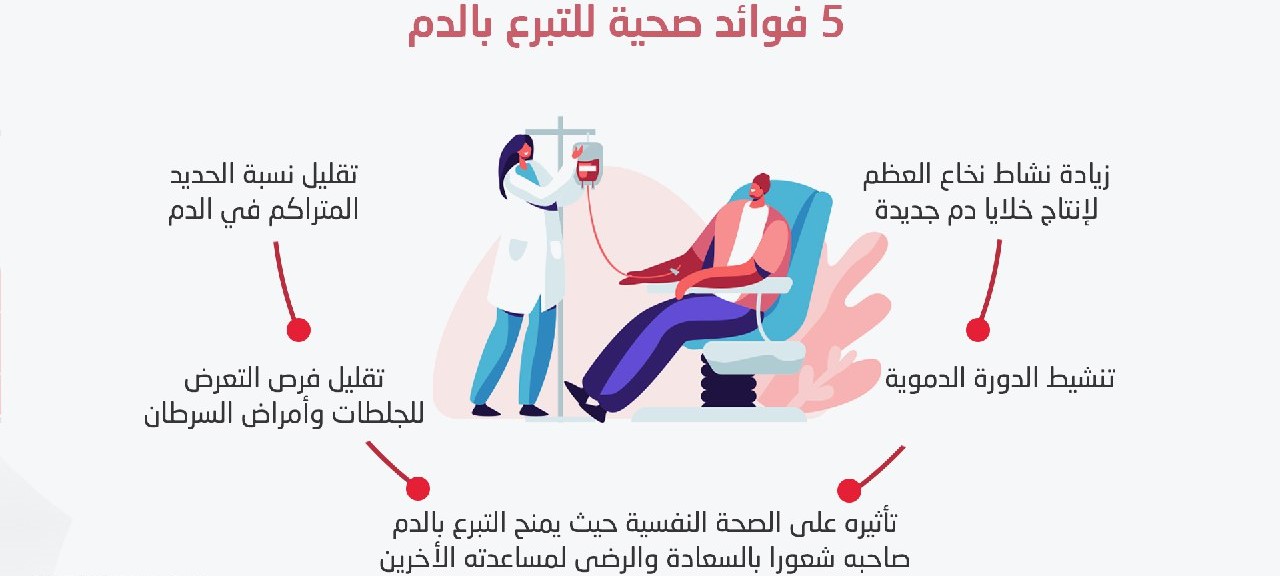 5 فوائد صحية للتبرع بالدم
زيادة نشاط نخاع العظم
لإنتاج خلايا دم جديدة
تنشيط الدورة الدموية
تقليل نسبة الحديد
المتراكم في الدم
تقليل فرص التعرض
للجلطات وأمراض السرطان
تأثيره على الصحة النفسية حيث يمنح التبرع بالدم
صاحبه شعورا بالسعادة والرضى لمساعدته الأخرين